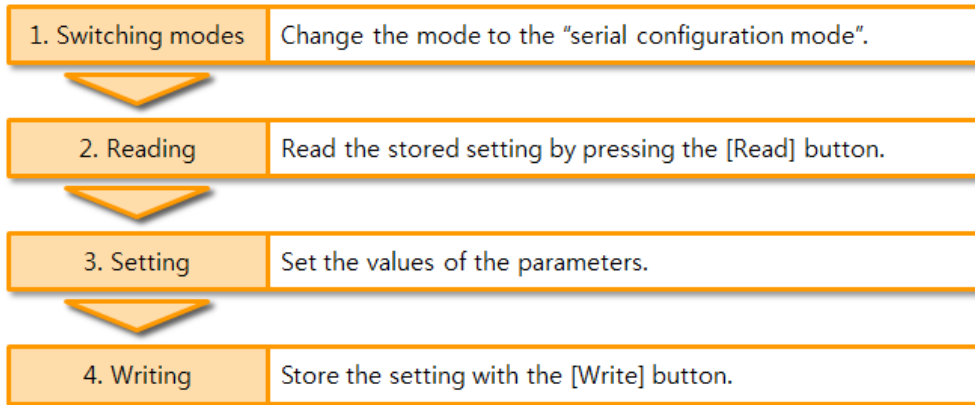 1. Switching modes Change the mode to the “serial configuration mode”.
2. Reading Read the stored setting by pressing the [Read] button.
3. Setting Set the values of the parameters.
4. Writing Store the setting with the [Write] button.